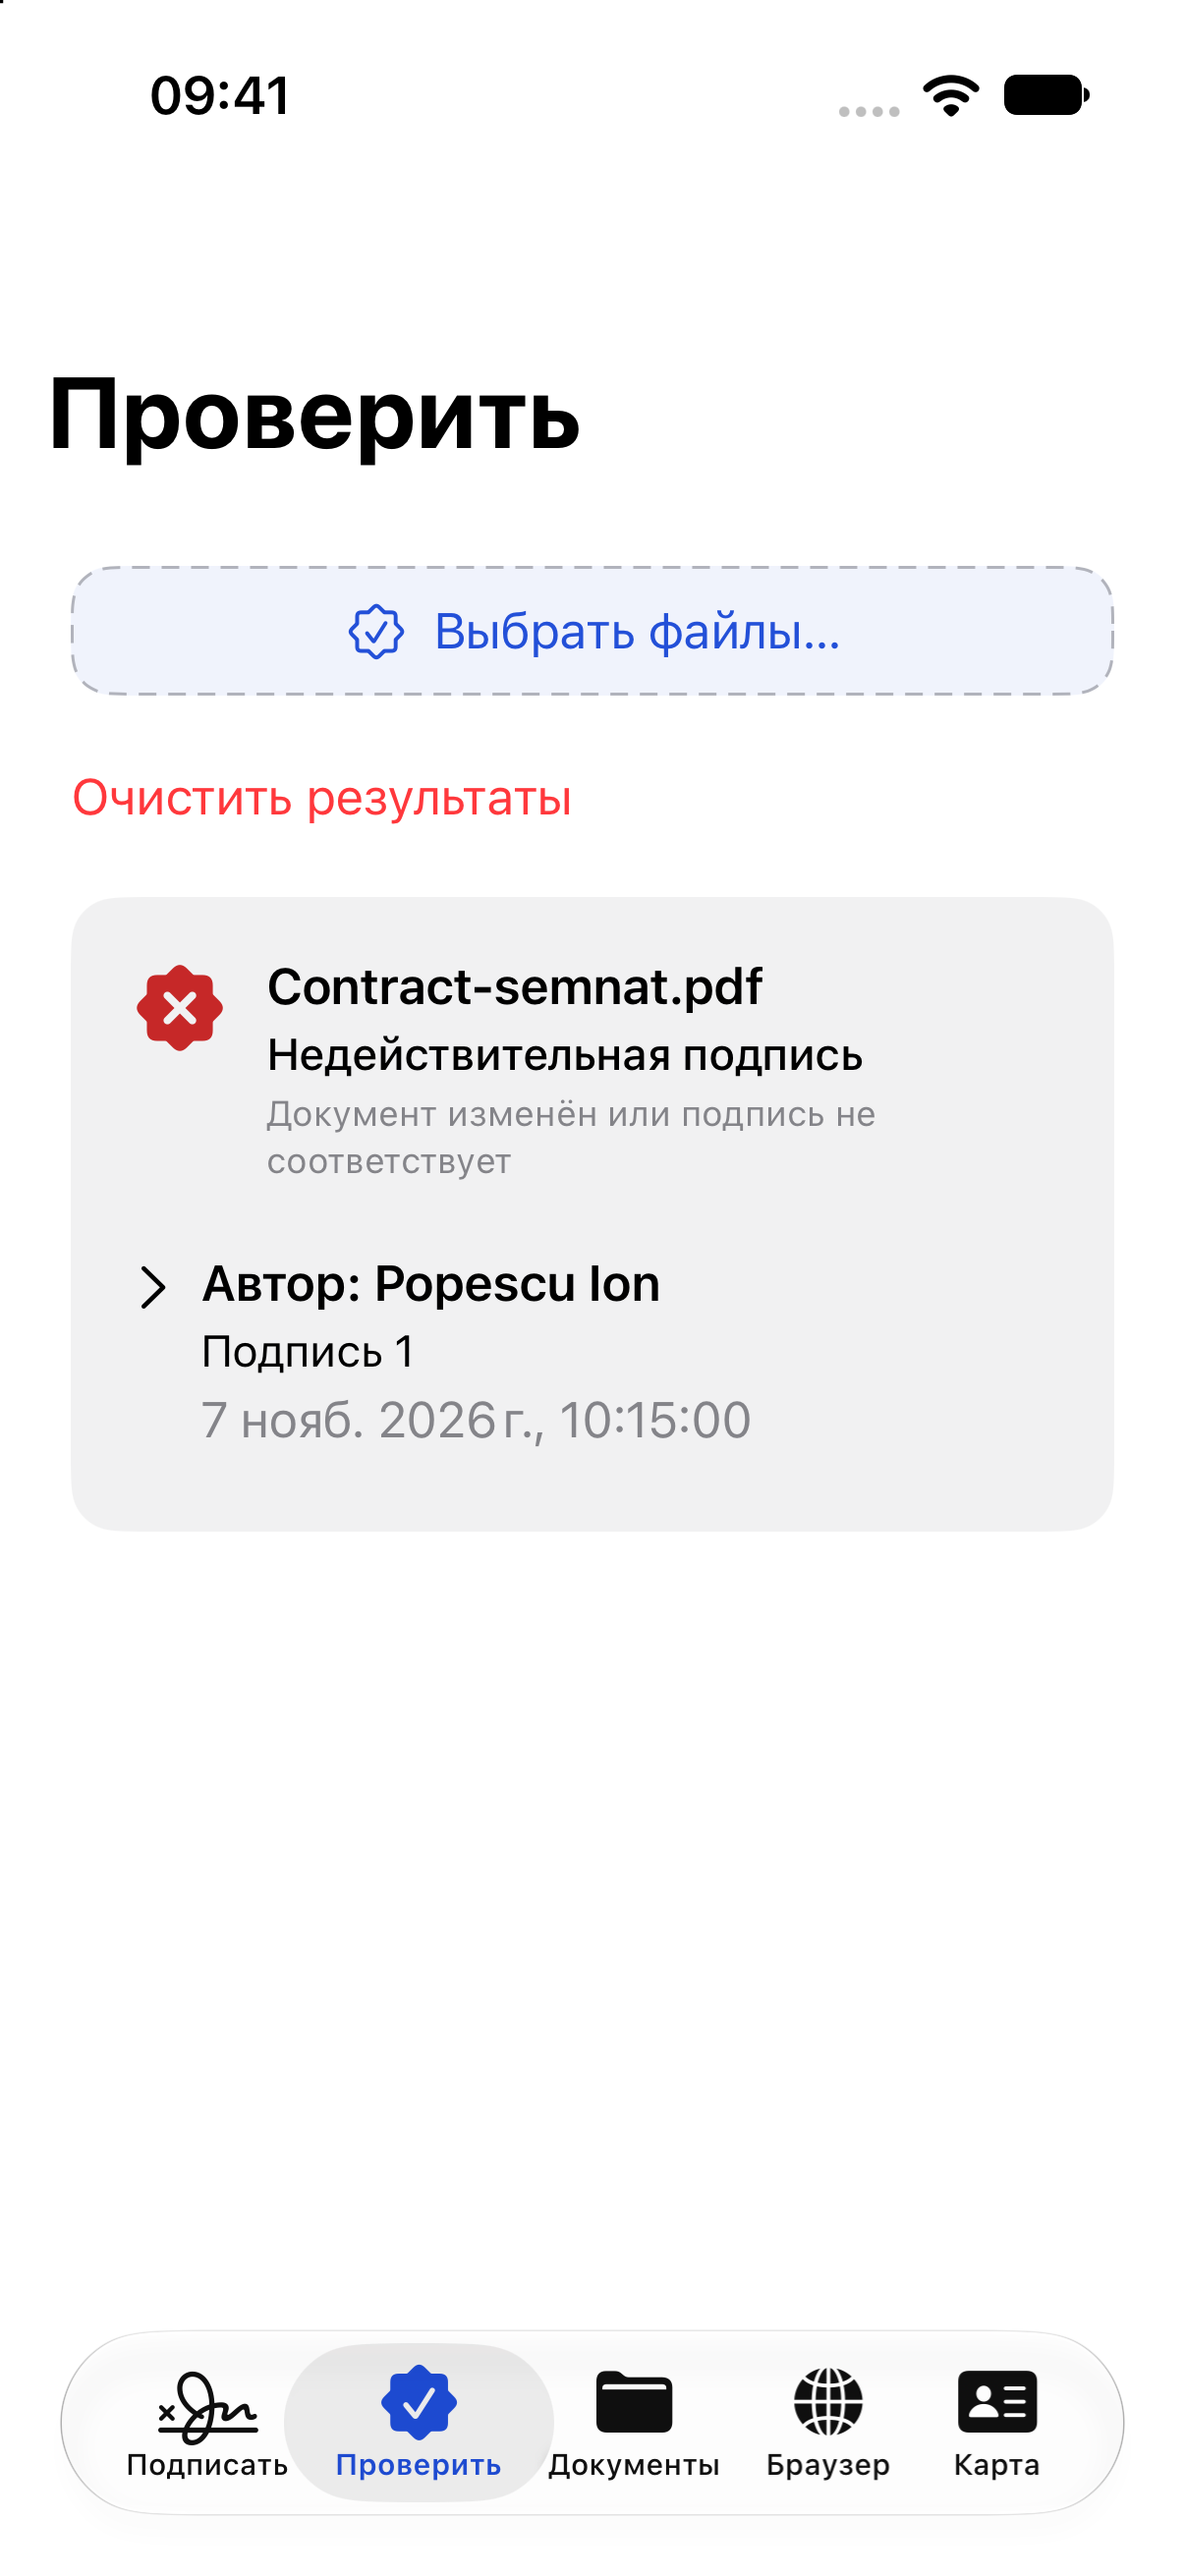 09:41
Проверить
Выбрать файлы...
Очистить результаты
Contract-semnat.pdf
Недействительная подпись
Документ изменён или подпись не
соответствует
Автор: Popescu Ion
Подпись 1
7 нояб. 2026 г., 10:15:00
Подписать
Проверить
Документы
Браузер
Карта